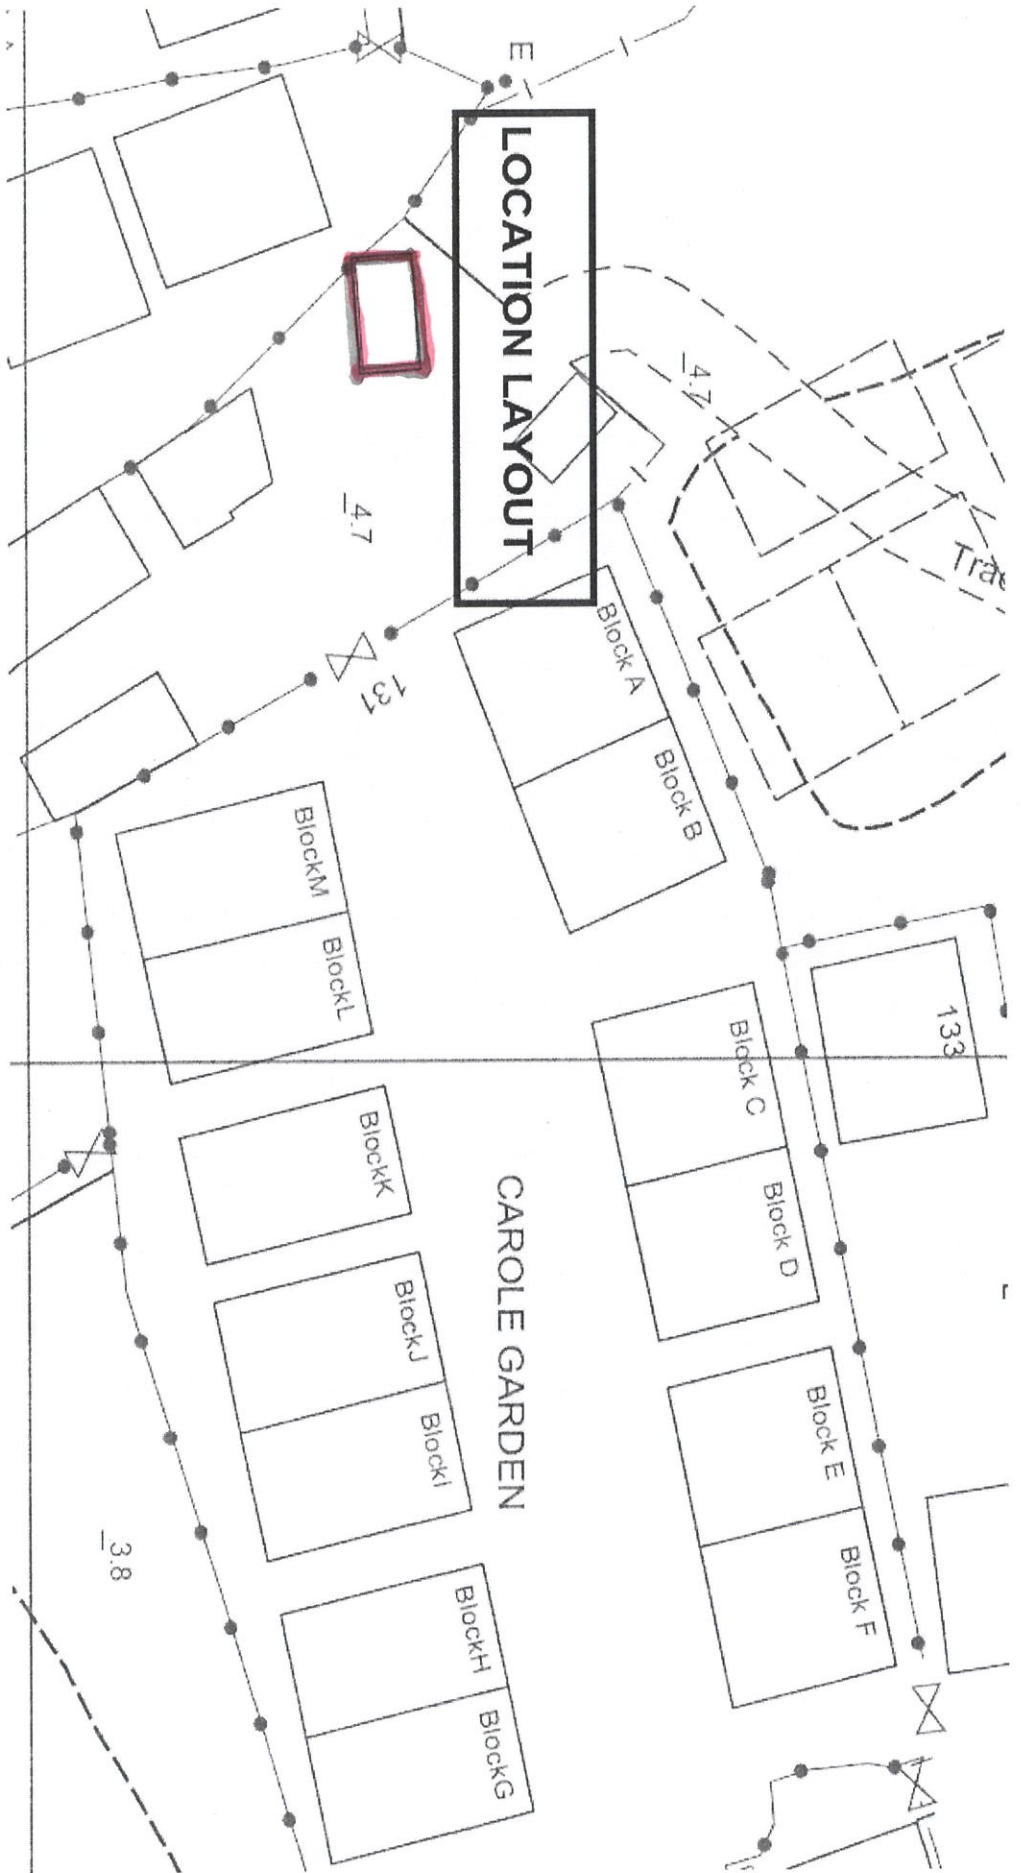 E
LOCATION LAYOUT
4.7
4.7
131
Block A
Block B
133
Block C
Block D
Block E
Block F
CAROLE GARDEN
BlockM
BlockL
BlockK
BlockJ
BlockI
BlockH
BlockG
3.8